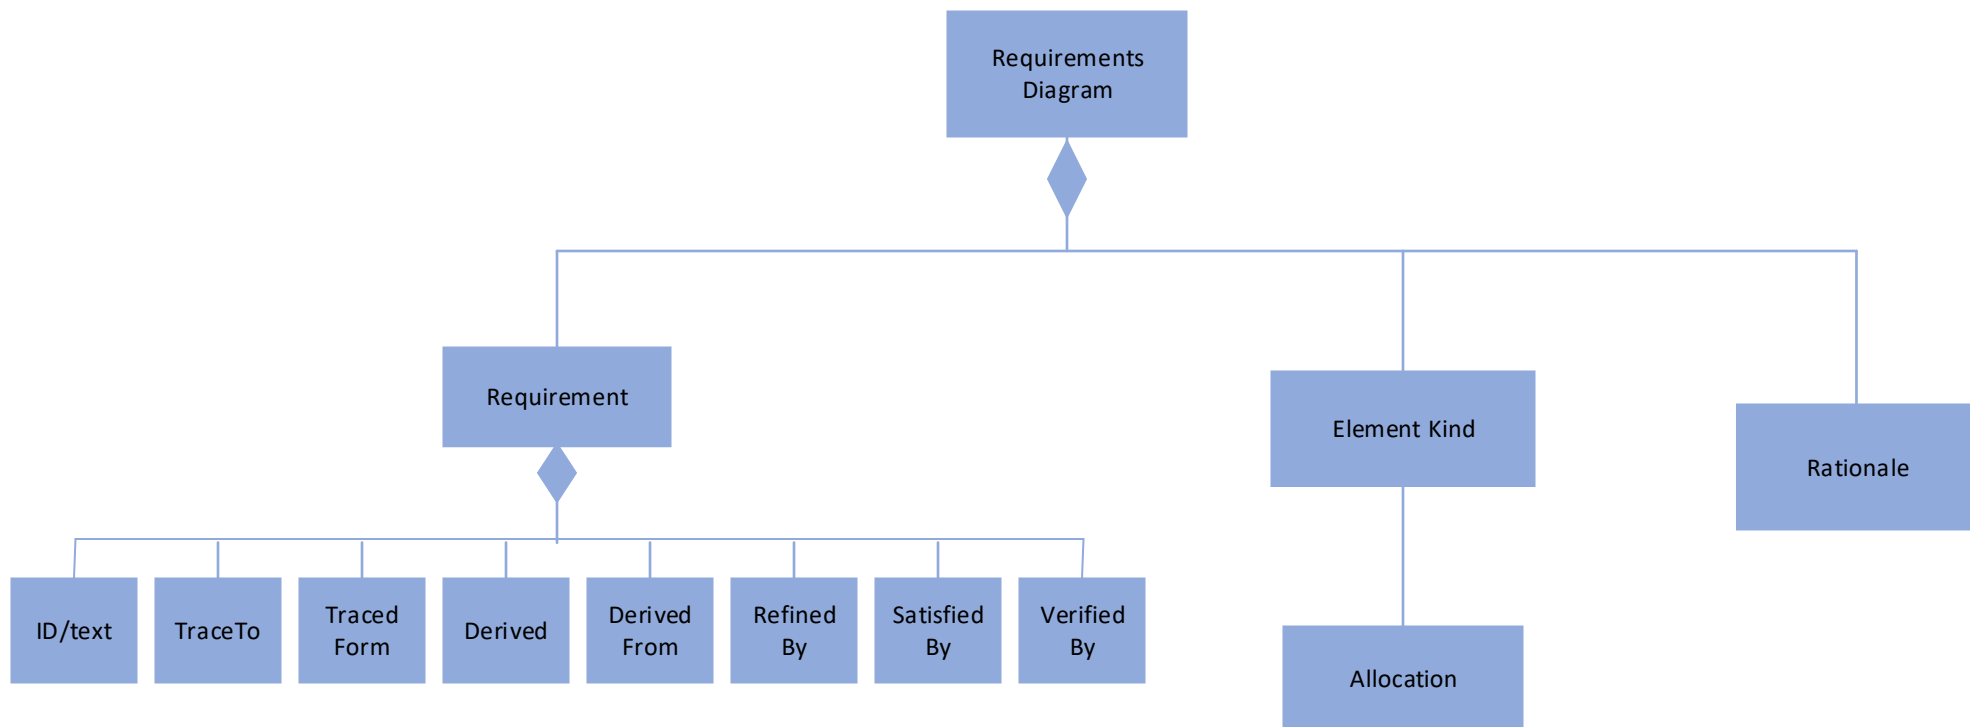 Requirements
Diagram
Requirement
Element Kind
Rationale
ID/text
TraceTo
Traced
Form
Derived
Derived
From
Refined
By
Satisfied
By
Verified
By
Allocation